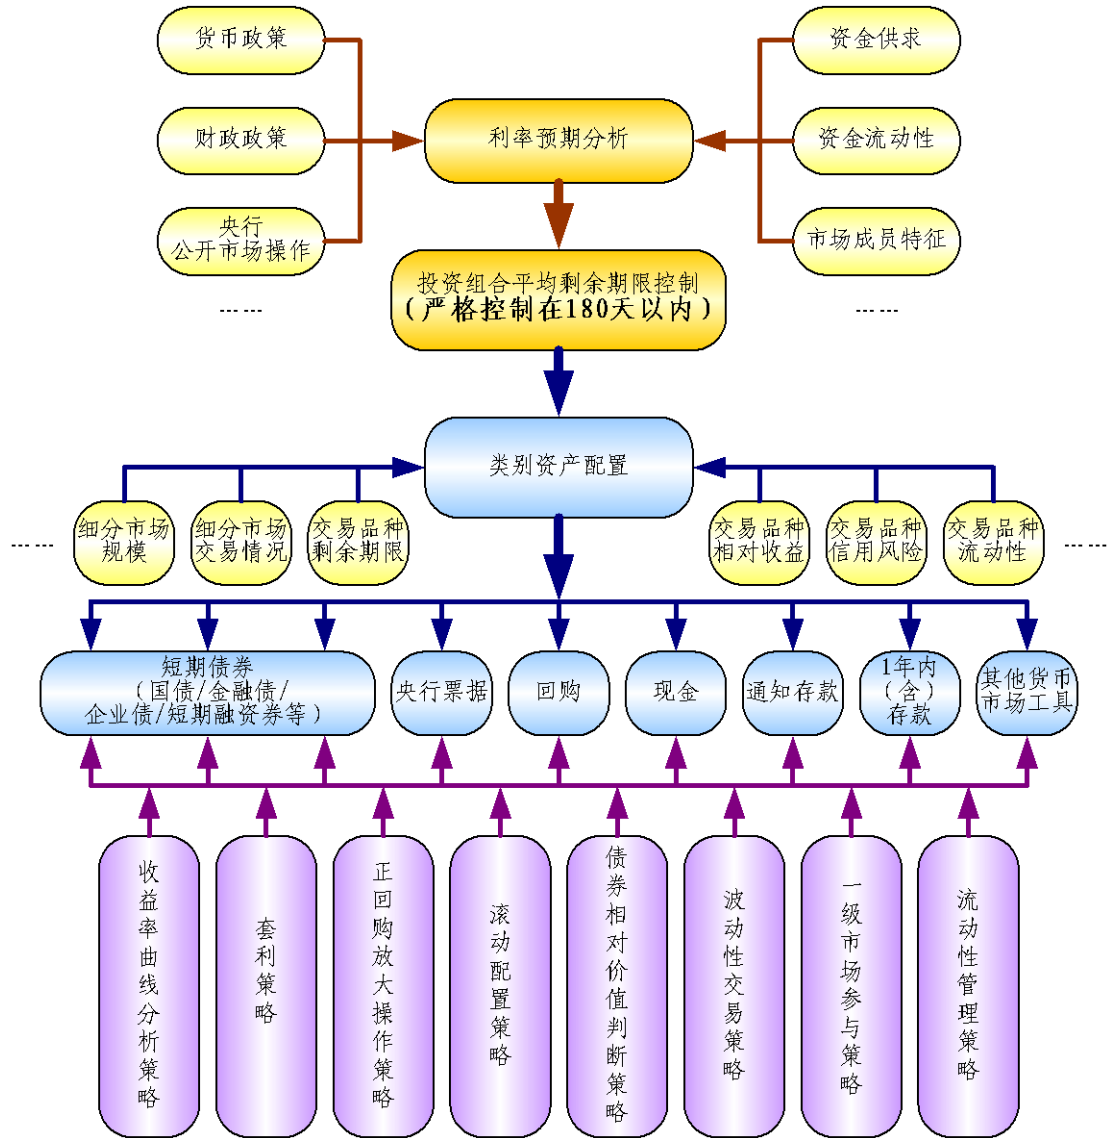 货币政策
资金供求
财政政策
利率预期分析
资金流动性
央行
公开市场操作
市场成员特征
投资组合平均剩余期限控制
（严格控制在180天以内）
……
……
类别资产配置
细分市场
规模
细分市场
交易情况
交易品种
剩余期限
交易品种
相对收益
交易品种
信用风险
交易品种
流动性
……
……
短期债券
（国债/金融债/
企业债/短期融资券等）
央行票据
回购
现金
通知存款
1年内
（含）
存款
其他货币
市场工具
收益率曲线分析策略
套利策略
正回购放大操作策略
滚动配置策略
债券相对价值判断策略
波动性交易策略
一级市场参与策略
流动性管理策略